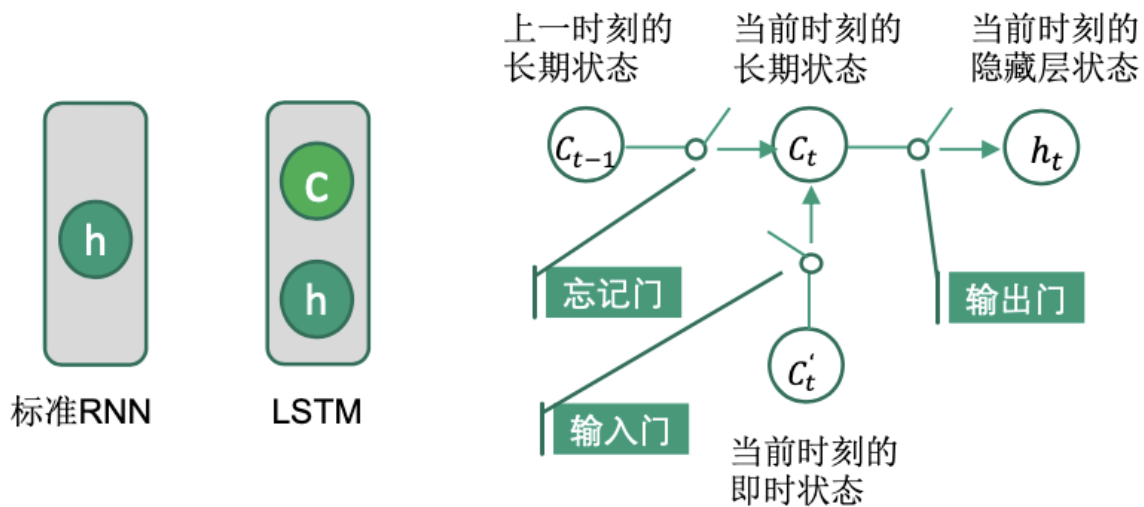 h
标准RNN
C
h
LSTM
上一时刻的
长期状态
当前时刻的
长期状态
当前时刻的
隐藏层状态
C_{t-1}
C_t
h_t
忘记门
输出门
C_t^‘
输入门
当前时刻的
即时状态